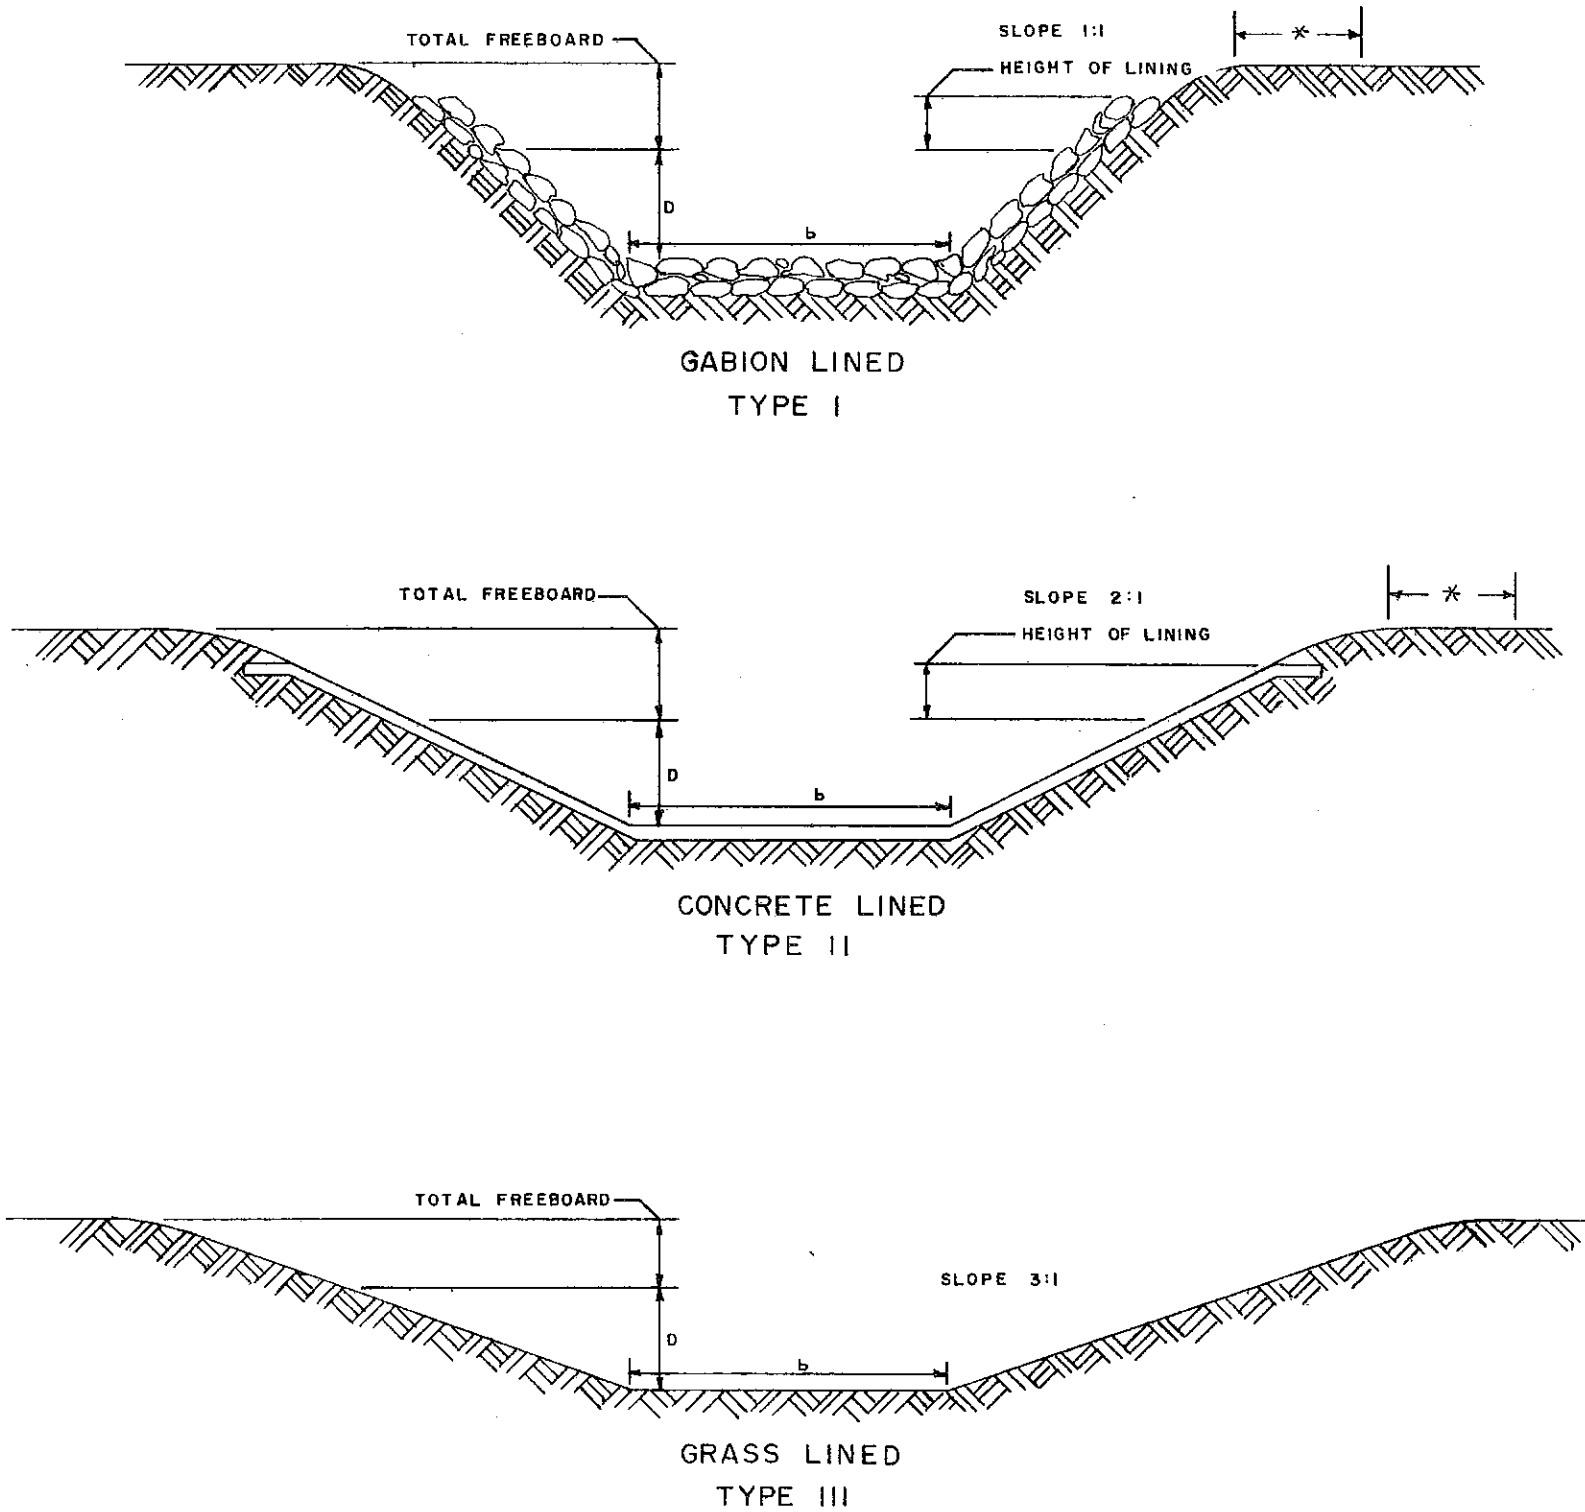 TOTAL FREEBOARD
SLOPE 1:1
*
HEIGHT OF LINING
D
b
GABION LINED
TYPE I
TOTAL FREEBOARD
SLOPE 2:1
*
HEIGHT OF LINING
D
b
CONCRETE LINED
TYPE II
TOTAL FREEBOARD
SLOPE 3:1
D
b
GRASS LINED
TYPE III